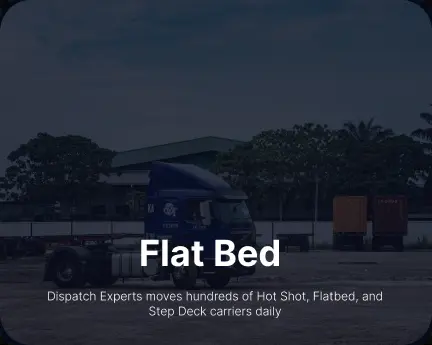 Flat Bed
Dispatch Experts moves hundreds of Hot Shot, Flatbed, and
Step Deck carriers daily